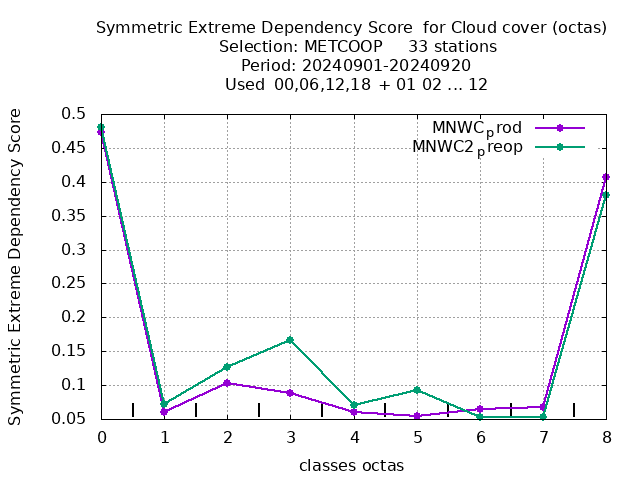 Symmetric Extreme Dependency Score  for Cloud cover (octas)
Selection: METCOOP     33 stations
Period: 20240901-20240920
Used  00,06,12,18 + 01 02 ... 12
MNWCprod
MNWC2preop
Symmetric Extreme Dependency Score
0.5
0.45
0.4
0.35
0.3
0.25
0.2
0.15
0.1
0.05
0 1 2 3 4 5 6 7 8
classes octas